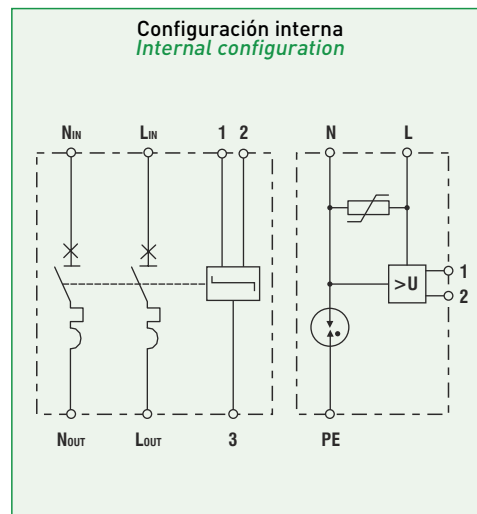 Configuración interna
Internal configuration
NIN LIN 1 2 N L
>U 1
2
NOUT LOUT 3 PE